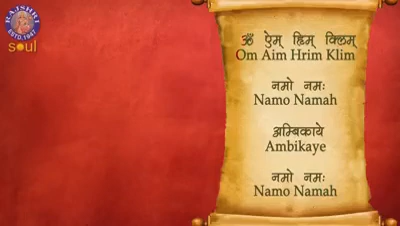 RAJSHRI
ESTD.1947
soul
ॐ ऐम् ह्रिम् क्लिम्
Om Aim Hrim Klim
नमो नमः
Namo Namah
अम्बिकाये
Ambikaye
नमो नमः
Namo Namah